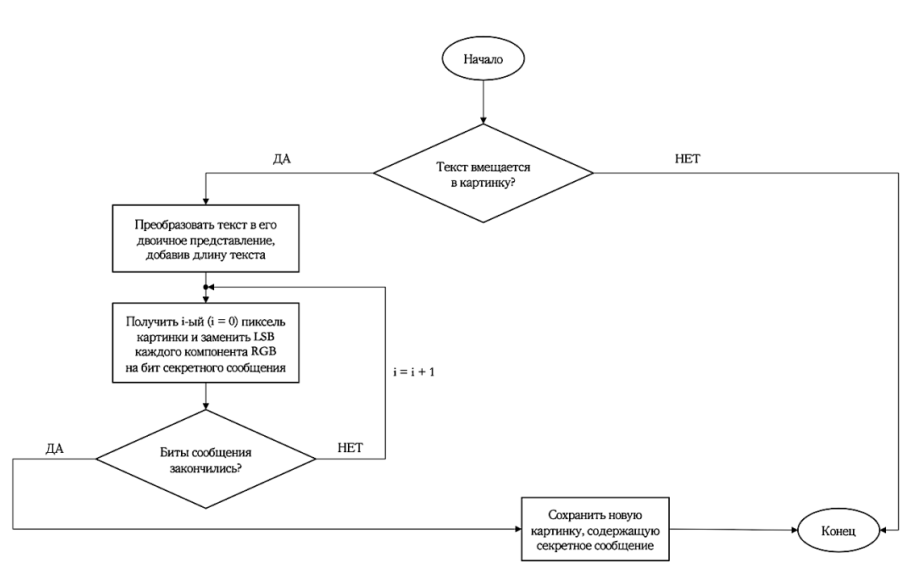 Начало
Текст вмещается
в картинку?
ДА
НЕТ
Преобразовать текст в его
двоичное представление,
добавив длину текста
Получить i-ый (i = 0) пиксель
картинки и заменить LSB
каждого компонента RGB
на бит секретного сообщения
i = i + 1
Биты сообщения
закончились?
ДА
НЕТ
Сохранить новую
картинку, содержащую
секретное сообщение
Конец